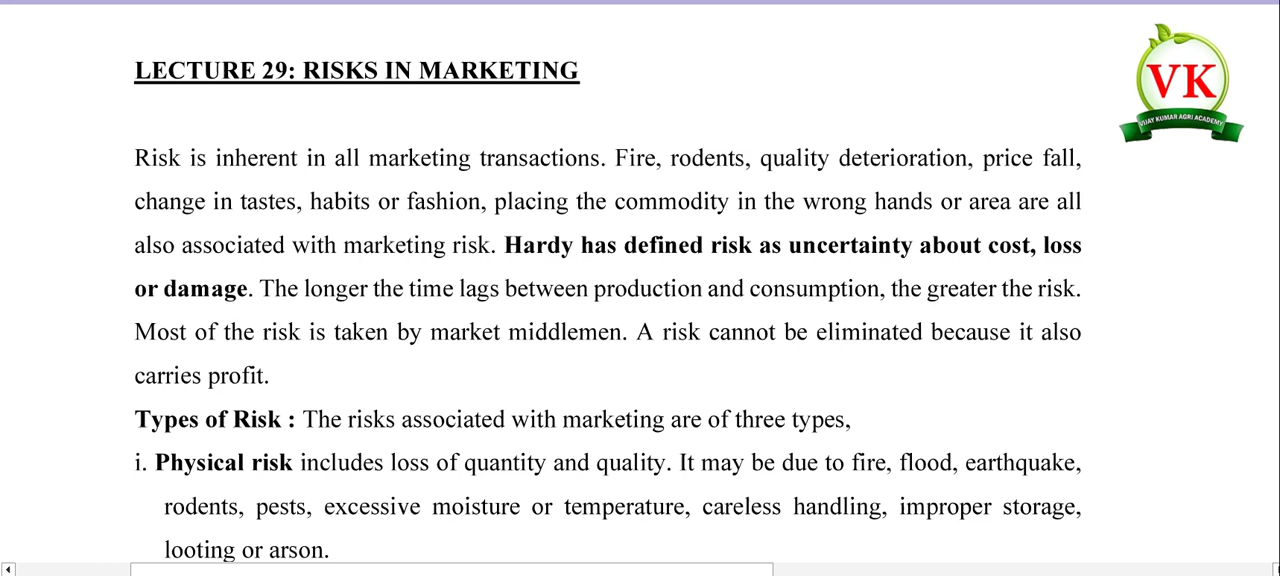 LECTURE 29: RISKS IN MARKETING
VK
VIJAY KUMAR AGRI ACADEMY
Risk is inherent in all marketing transactions. Fire, rodents, quality deterioration, price fall,
change in tastes, habits or fashion, placing the commodity in the wrong hands or area are all
also associated with marketing risk. Hardy has defined risk as uncertainty about cost, loss
or damage. The longer the time lags between production and consumption, the greater the risk.
Most of the risk is taken by market middlemen. A risk cannot be eliminated because it also
carries profit.
Types of Risk : The risks associated with marketing are of three types,
i. Physical risk includes loss of quantity and quality. It may be due to fire, flood, earthquake,
rodents, pests, excessive moisture or temperature, careless handling, improper storage,
looting or arson.